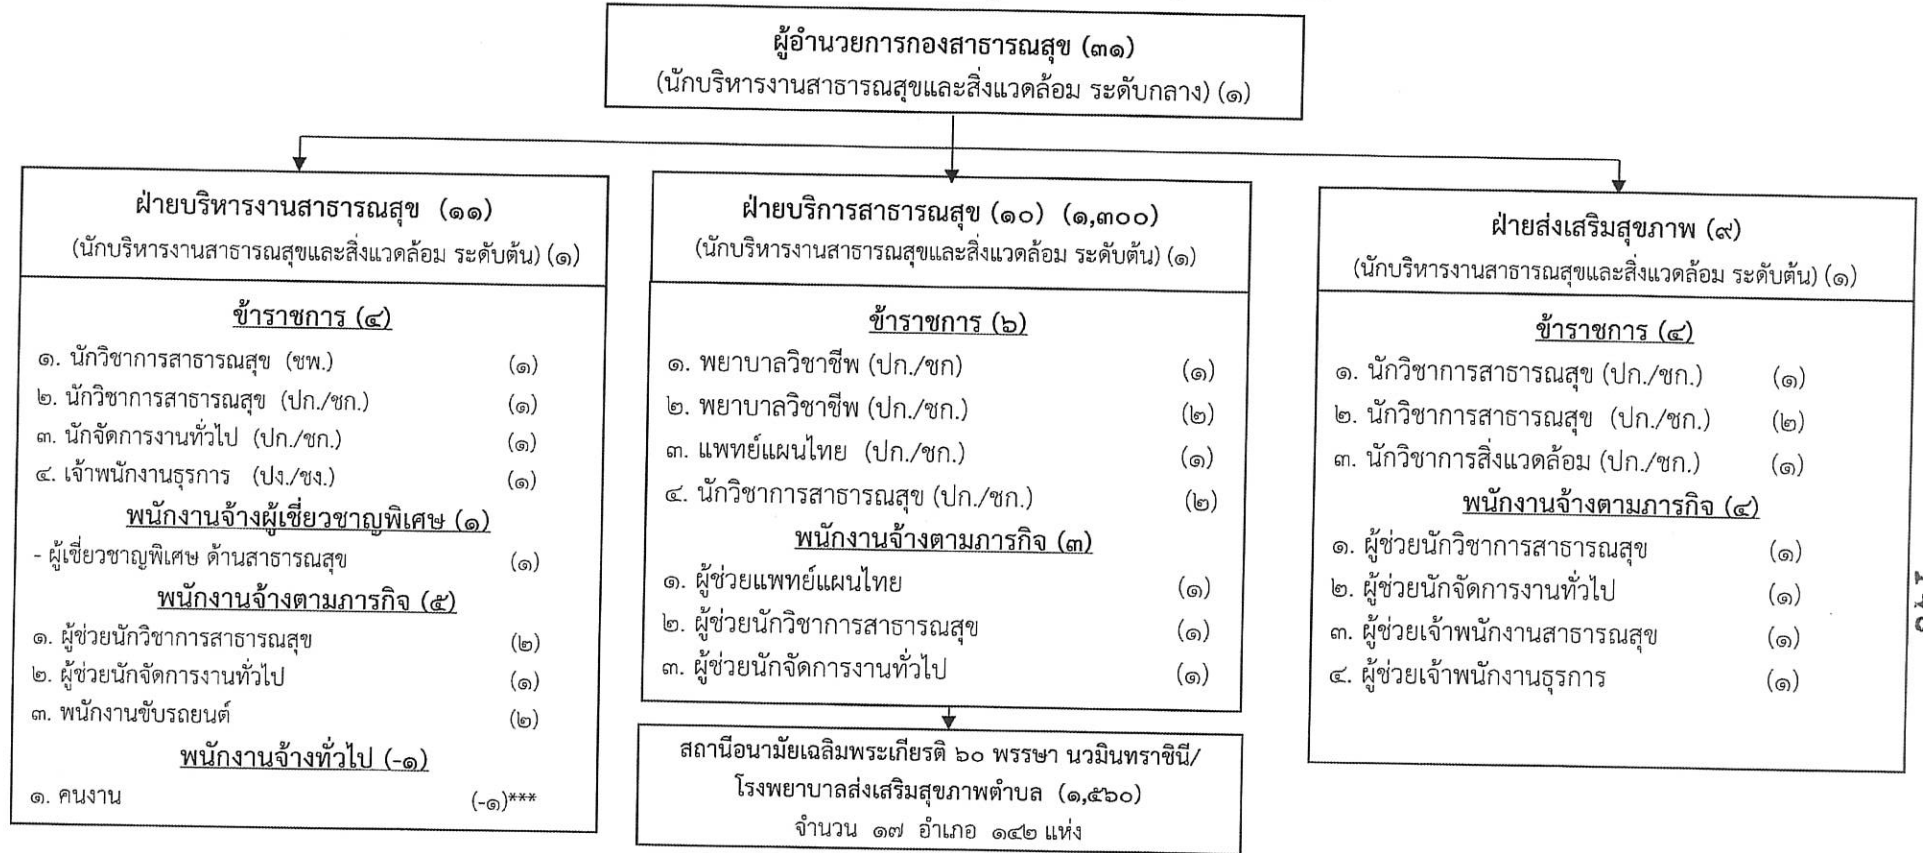 ผู้อำนวยการกองสาธารณสุข (๓๑)
(นักบริหารงานสาธารณสุขและสิ่งแวดล้อม ระดับกลาง) (๑)
ฝ่ายบริหารงานสาธารณสุข (๑๑)
(นักบริหารงานสาธารณสุขและสิ่งแวดล้อม ระดับต้น) (๑)
ข้าราชการ (๔)
๑. นักวิชาการสาธารณสุข (ชพ.) (๑)
๒. นักวิชาการสาธารณสุข (ปก./ชก.) (๑)
๓. นักจัดการงานทั่วไป (ปก./ชก.) (๑)
๔. เจ้าพนักงานธุรการ (ปง./ชง.) (๑)
พนักงานจ้างผู้เชี่ยวชาญพิเศษ (๑)
- ผู้เชี่ยวชาญพิเศษ ด้านสาธารณสุข (๑)
พนักงานจ้างตามภารกิจ (๕)
๑. ผู้ช่วยนักวิชาการสาธารณสุข (๒)
๒. ผู้ช่วยนักจัดการงานทั่วไป (๑)
๓. พนักงานขับรถยนต์ (๒)
พนักงานจ้างทั่วไป (-๑)
๑. คนงาน (-๑)***
ฝ่ายบริการสาธารณสุข (๑๐) (๑,๓๐๐)
(นักบริหารงานสาธารณสุขและสิ่งแวดล้อม ระดับต้น) (๑)
ข้าราชการ (๖)
๑. พยาบาลวิชาชีพ (ปก./ชก) (๑)
๒. พยาบาลวิชาชีพ (ปก./ชก.) (๒)
๓. แพทย์แผนไทย (ปก./ชก.) (๑)
๔. นักวิชาการสาธารณสุข (ปก./ชก.) (๒)
พนักงานจ้างตามภารกิจ (๓)
๑. ผู้ช่วยแพทย์แผนไทย (๑)
๒. ผู้ช่วยนักวิชาการสาธารณสุข (๑)
๓. ผู้ช่วยนักจัดการงานทั่วไป (๑)
สถานีอนามัยเฉลิมพระเกียรติ ๖๐ พรรษา นวมินทราชินี/
โรงพยาบาลส่งเสริมสุขภาพตำบล (๑,๕๖๐)
จำนวน ๑๗ อำเภอ ๑๔๒ แห่ง
ฝ่ายส่งเสริมสุขภาพ (๙)
(นักบริหารงานสาธารณสุขและสิ่งแวดล้อม ระดับต้น) (๑)
ข้าราชการ (๔)
๑. นักวิชาการสาธารณสุข (ปก./ชก.) (๑)
๒. นักวิชาการสาธารณสุข (ปก./ชก.) (๒)
๓. นักวิชาการสิ่งแวดล้อม (ปก./ชก.) (๑)
พนักงานจ้างตามภารกิจ (๔)
๑. ผู้ช่วยนักวิชาการสาธารณสุข (๑)
๒. ผู้ช่วยนักจัดการงานทั่วไป (๑)
๓. ผู้ช่วยเจ้าพนักงานสาธารณสุข (๑)
๔. ผู้ช่วยเจ้าพนักงานธุรการ (๑)